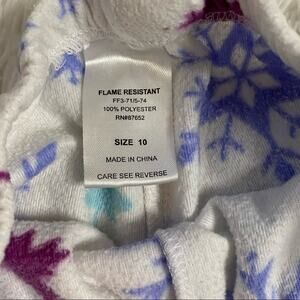 FLAME RESISTANT
FF3-71/5-74
100% POLYESTER
RN#87652
SIZE 10
MADE IN CHINA
CARE SEE REVERSE